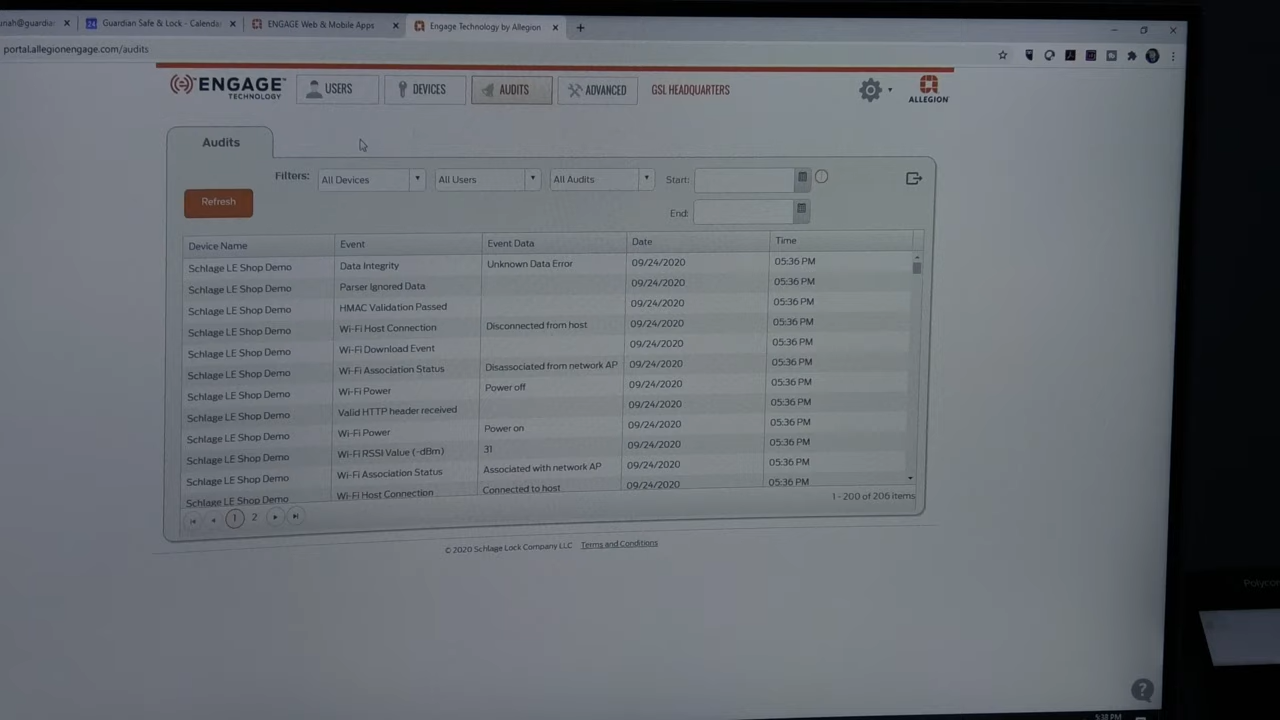 Guardian Safe & Lock - Calenda
ENGAGE Web & Mobile Apps
Engage Technology by Allegion
portal.allegionengage.com/audits
ENGAGE™
TECHNOLOGY
USERS
DEVICES
AUDITS
ADVANCED
GSL HEADQUARTERS
ALLEGION
Audits
Filters: All Devices All Users All Audits Start:
Refresh
End:
Device Name Event Event Data Date Time
Schlage LE Shop Demo Data Integrity Unknown Data Error 09/24/2020 05:36 PM
Schlage LE Shop Demo Parser Ignored Data 09/24/2020 05:36 PM
Schlage LE Shop Demo HMAC Validation Passed 09/24/2020 05:36 PM
Schlage LE Shop Demo Wi-Fi Host Connection Disconnected from host 09/24/2020 05:36 PM
Schlage LE Shop Demo Wi-Fi Download Event 09/24/2020 05:36 PM
Schlage LE Shop Demo Wi-Fi Association Status Disassociated from network AP 09/24/2020 05:36 PM
Schlage LE Shop Demo Wi-Fi Power Power off 09/24/2020 05:36 PM
Schlage LE Shop Demo Valid HTTP header received 09/24/2020 05:36 PM
Schlage LE Shop Demo Wi-Fi Power Power on 09/24/2020 05:36 PM
Schlage LE Shop Demo Wi-Fi RSSI Value (-dBm) 31 09/24/2020 05:36 PM
Schlage LE Shop Demo Wi-Fi Association Status Associated with network AP 09/24/2020 05:36 PM
Schlage LE Shop Demo Wi-Fi Host Connection Connected to host 09/24/2020 05:36 PM
1 2
1 - 200 of 206 items
© 2020 Schlage Lock Company LLC Terms and Conditions
?
5:38 PM